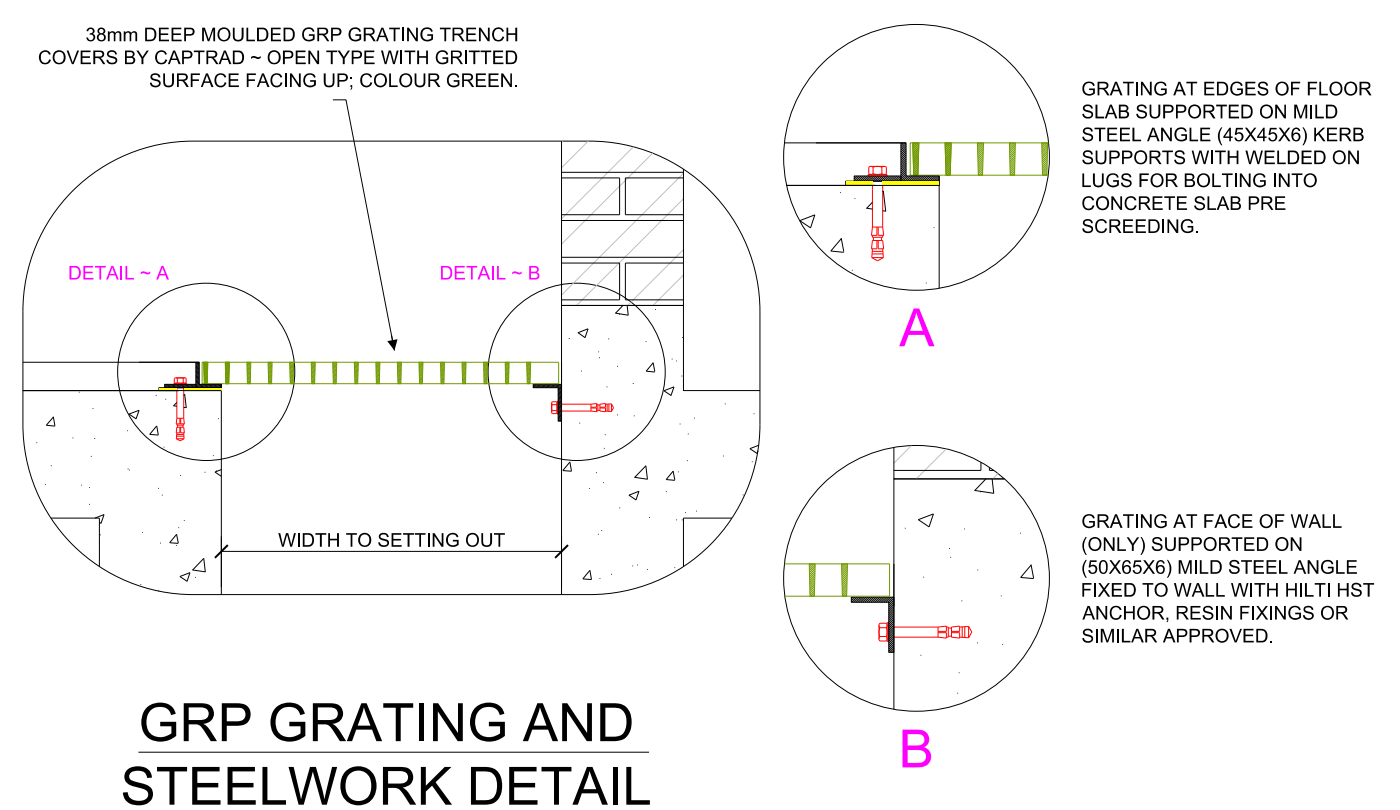 38mm DEEP MOULDED GRP GRATING TRENCH
COVERS BY CAPTRAD ~ OPEN TYPE WITH GRITTED
SURFACE FACING UP; COLOUR GREEN.
DETAIL ~ A
DETAIL ~ B
WIDTH TO SETTING OUT
GRP GRATING AND
STEELWORK DETAIL
GRATING AT EDGES OF FLOOR
SLAB SUPPORTED ON MILD
STEEL ANGLE (45X45X6) KERB
SUPPORTS WITH WELDED ON
LUGS FOR BOLTING INTO
CONCRETE SLAB PRE
SCREEDING.
A
GRATING AT FACE OF WALL
(ONLY) SUPPORTED ON
(50X65X6) MILD STEEL ANGLE
FIXED TO WALL WITH HILTI HST
ANCHOR, RESIN FIXINGS OR
SIMILAR APPROVED.
B